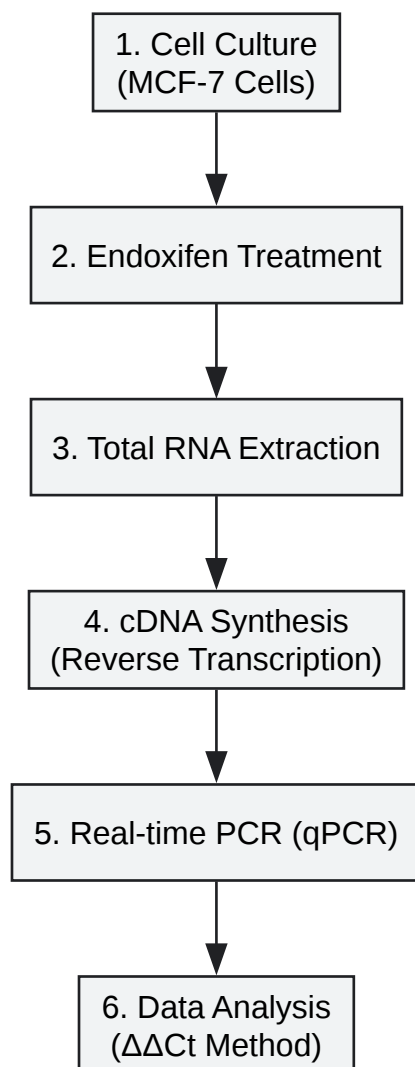 1. Cell Culture
(MCF-7 Cells)
2. Endoxifen Treatment
3. Total RNA Extraction
4. cDNA Synthesis
(Reverse Transcription)
5. Real-time PCR (qPCR)
6. Data Analysis
(ΔΔCt Method)